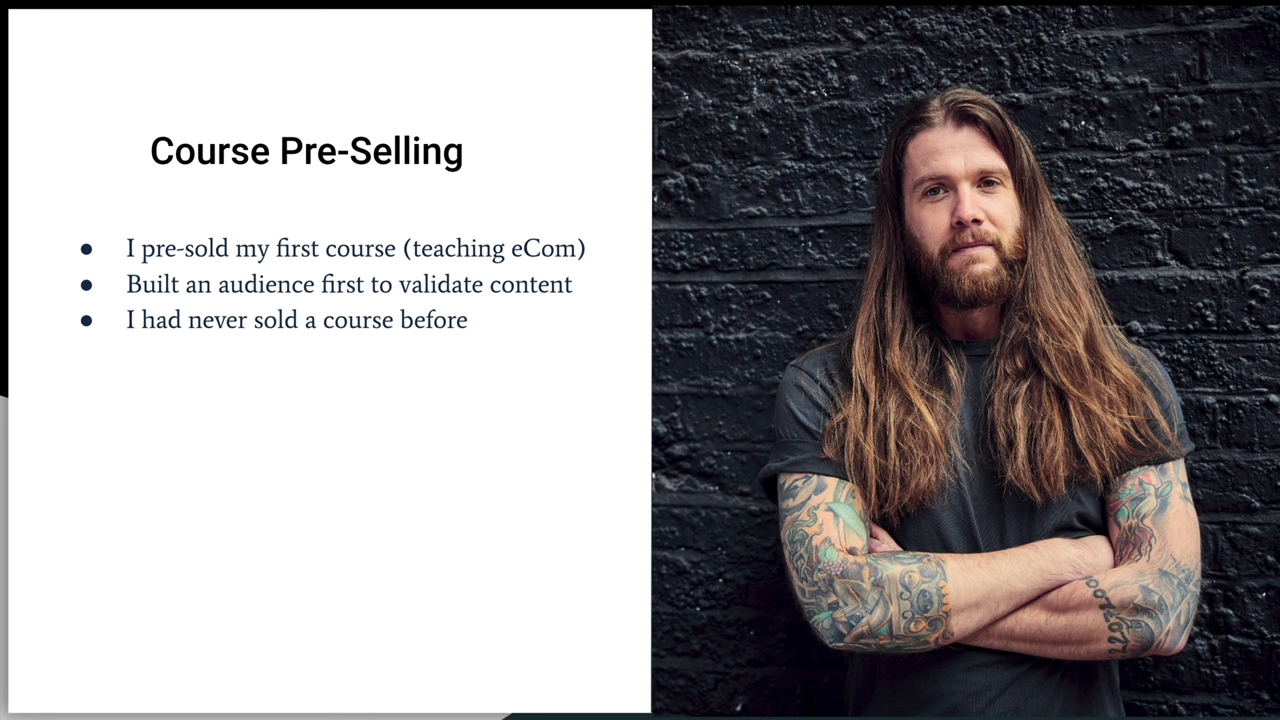 Course Pre-Selling
● I pre-sold my first course (teaching eCom)
● Built an audience first to validate content
● I had never sold a course before